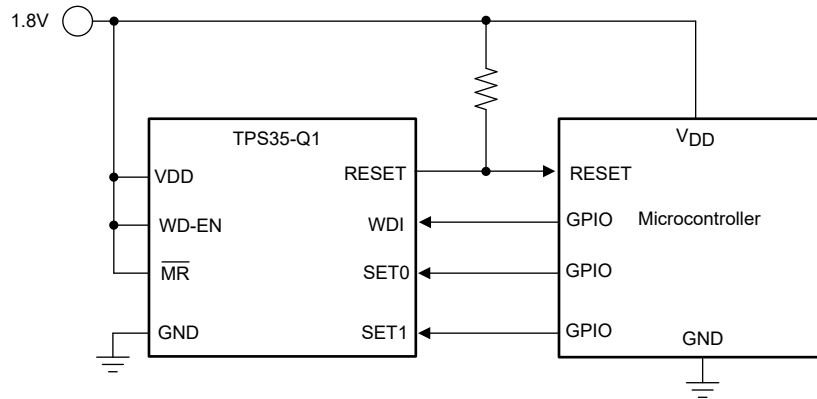 1.8V
TPS35-Q1
VDD
WD-EN
MR
GND
RESET
WDI
SET0
SET1
VDD
RESET
GPIO
Microcontroller
GPIO
GPIO
GND